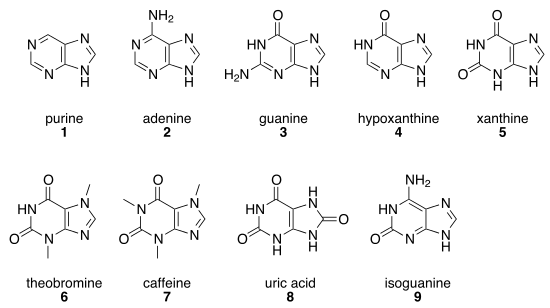 NH₂ O O O
N N N N HN N HN N HN N
N N H N N H H₂N N N H N N H O N H N H
purine adenine guanine hypoxanthine xanthine
1 2 3 4 5
O O O NH₂
HN N N N HN H N O HN N
O N N O N N O N H N H O N N H
theobromine caffeine uric acid isoguanine
6 7 8 9